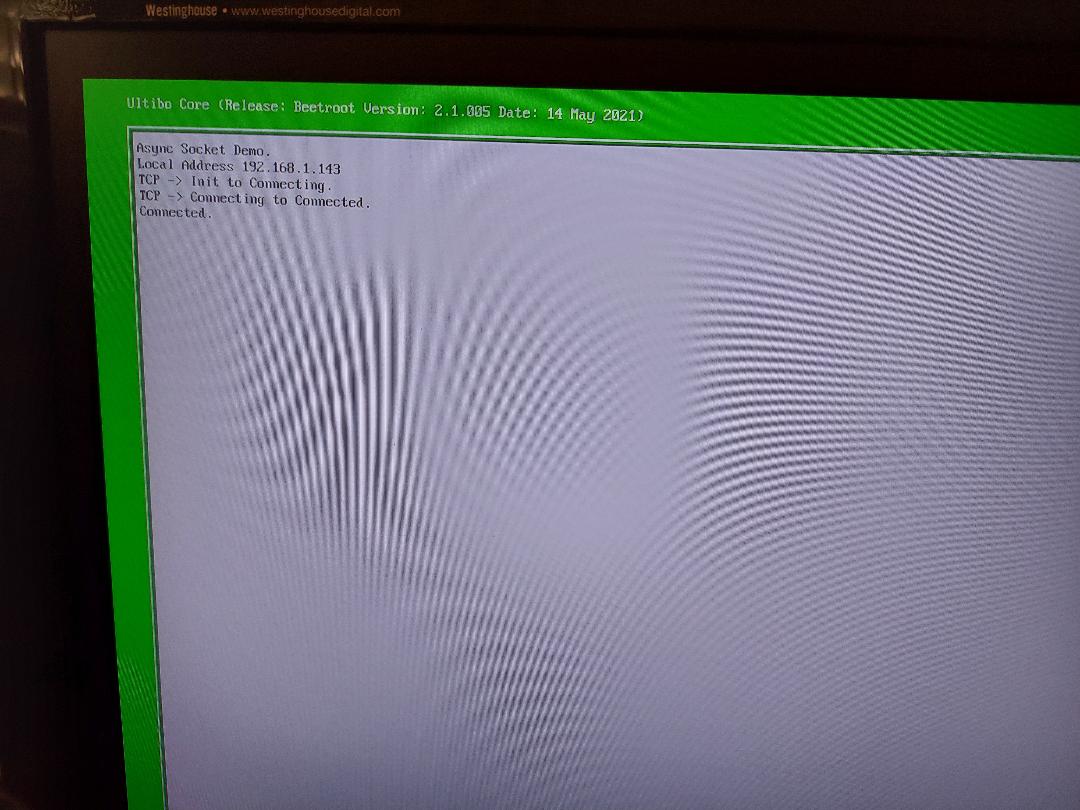 Westinghouse • www.westinghousedigital.com
Ultibo Core (Release: Beetroot Version: 2.1.005 Date: 14 May 2021)
Async Socket Demo.
Local Address 192.168.1.143
TCP -> Init to Connecting.
TCP -> Connecting to Connected.
Connected.